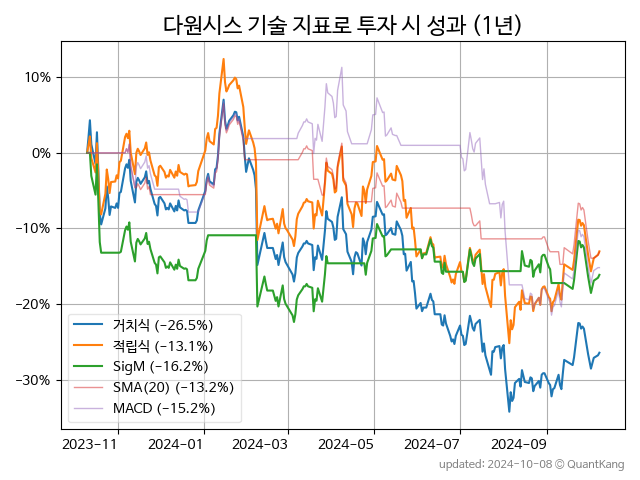 다원시스 기술 지표로 투자 시 성과 (1년)
10%
0%
−10%
−20%
−30%
거치식 (−26.5%)
적립식 (−13.1%)
SigM (−16.2%)
SMA(20) (−13.2%)
MACD (−15.2%)
2023−11 2024−01 2024−03 2024−05 2024−07 2024−09
updated: 2024-10-08 © QuantKang